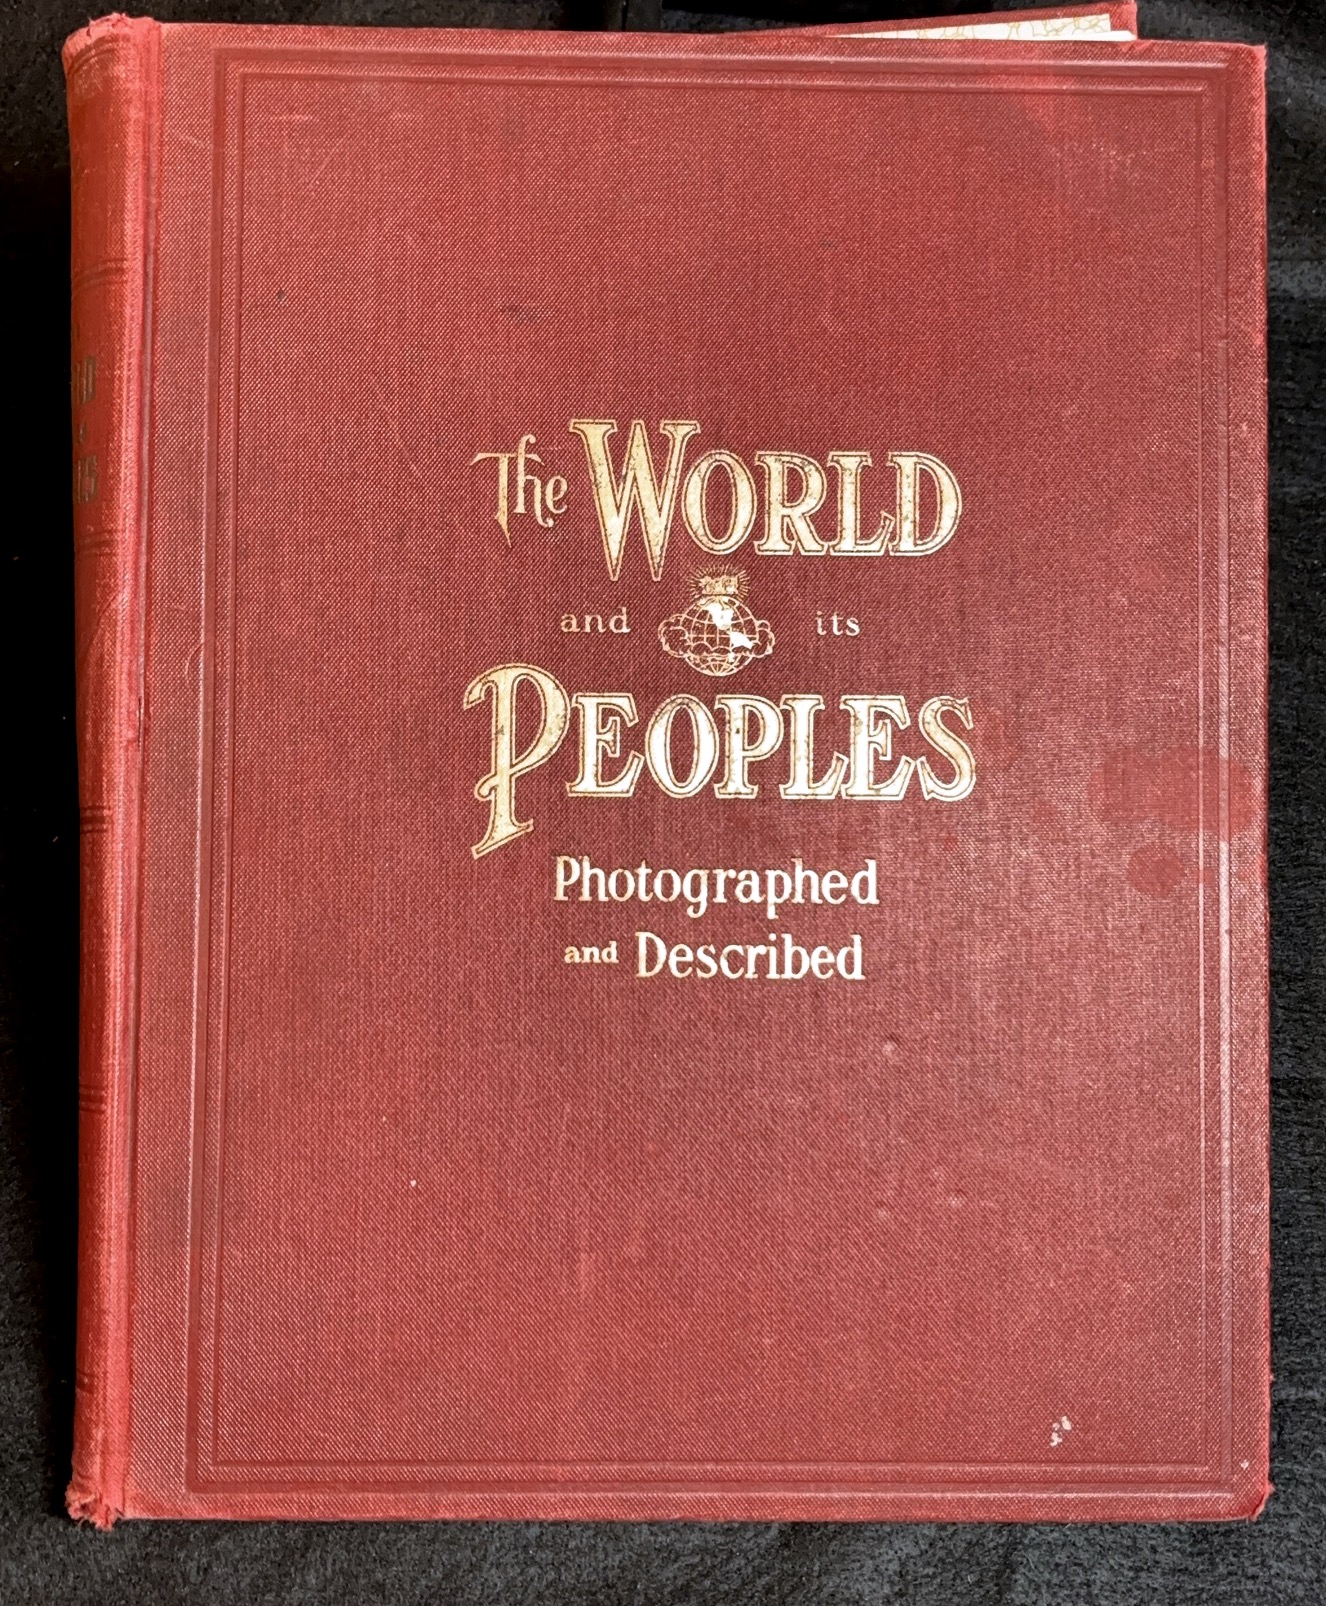 The WORLD
and its
PEOPLES
Photographed
and Described